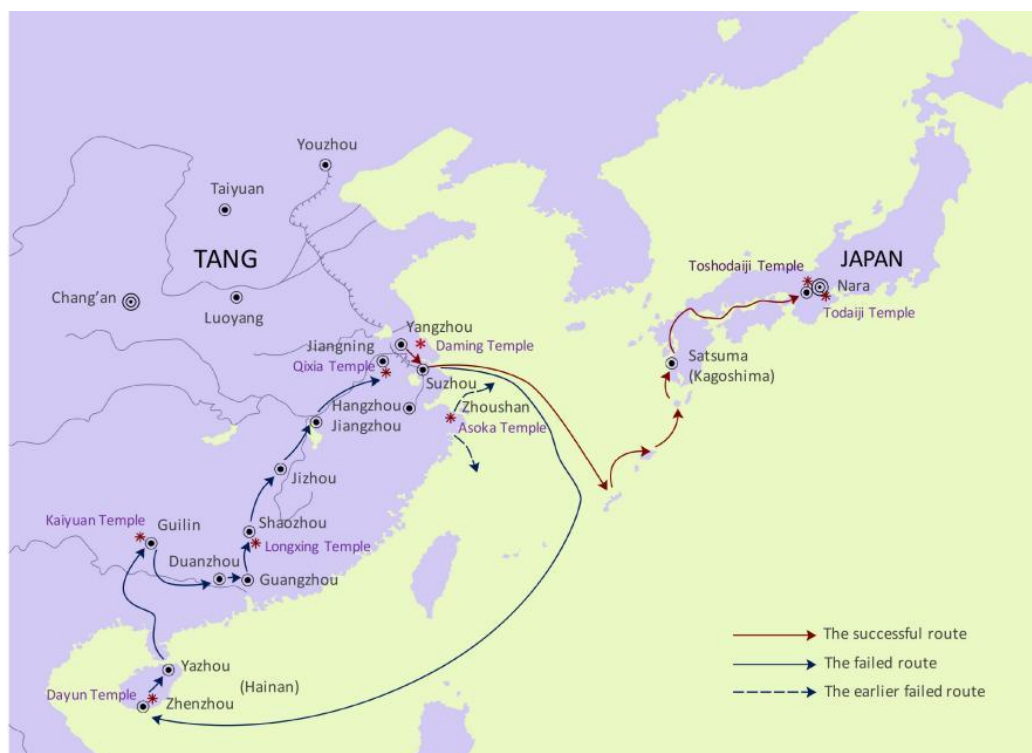 Youzhou
Taiyuan
TANG
Chang'an
Luoyang
JAPAN
Toshodaiji Temple
Nara
Todaiji Temple
Yangzhou
Jiangning
Daming Temple
Qixia Temple
Suzhou
Satsuma
(Kagoshima)
Hangzhou
Zhoushan
Jiangzhou
Asoka Temple
Jizhou
Kaiyuan Temple
Guilin
Shaozhou
Longxing Temple
Duanzhou
Guangzhou
Yazhou
(Hainan)
Dayun Temple
Zhenzhou
The successful route
The failed route
The earlier failed route